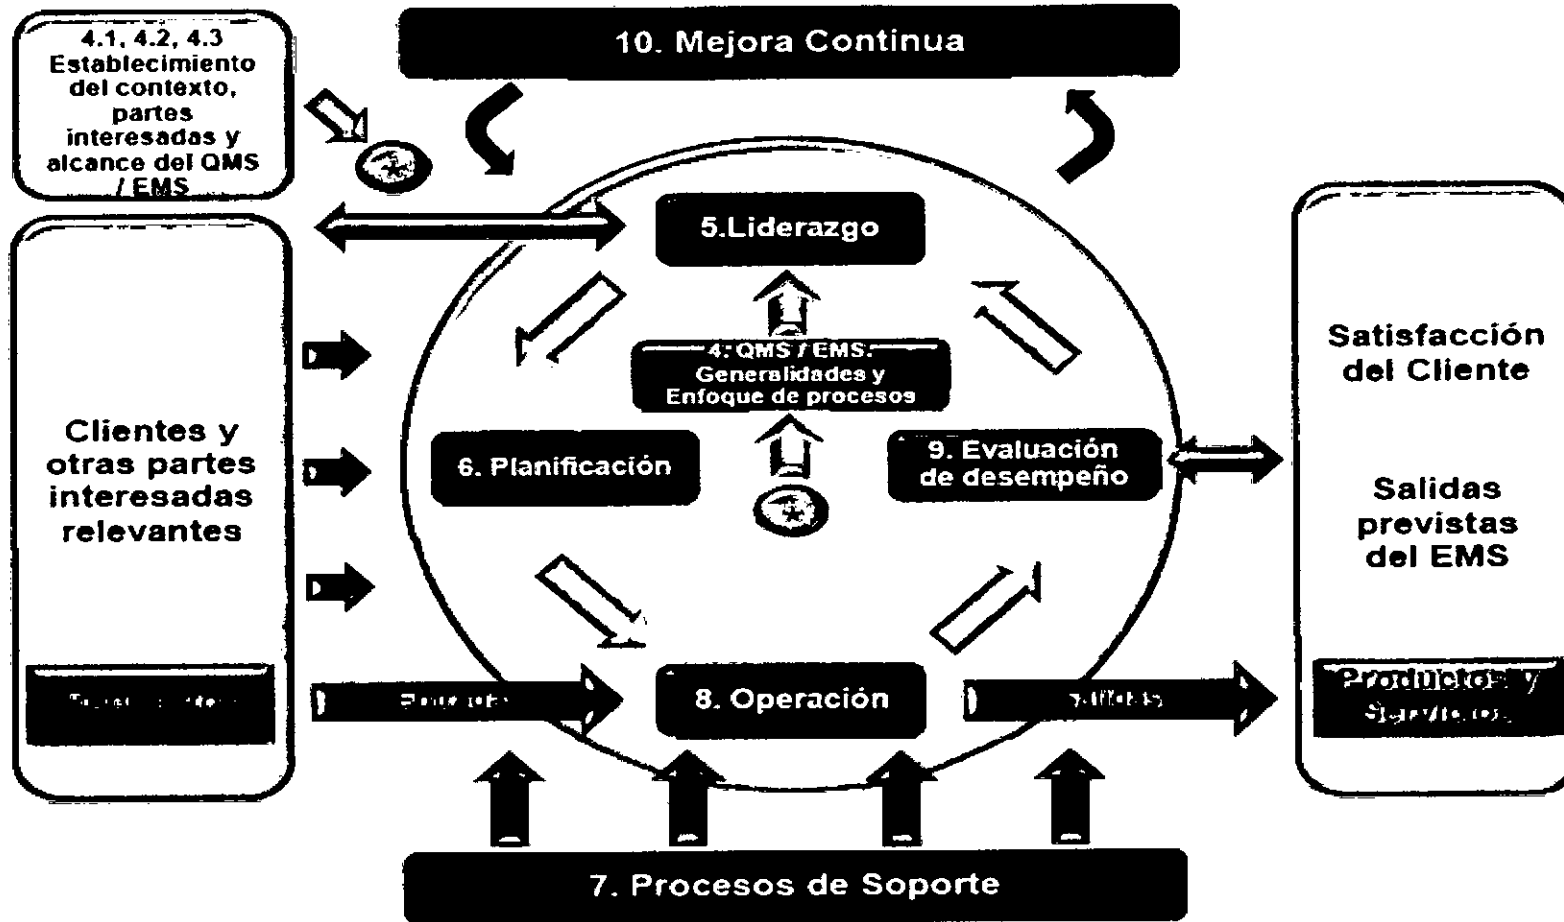 10. Mejora Continua
4.1, 4.2, 4.3
Establecimiento
del contexto,
partes
interesadas y
alcance del QMS
/ EMS
5.Liderazgo
4. QMS / EMS.
Generalidades y
Enfoque de procesos
Clientes y
otras partes
interesadas
relevantes
6. Planificación
9. Evaluación
de desempeño
Satisfacción
del Cliente
Salidas
previstas
del EMS
8. Operación
Productos y
Servicios
7. Procesos de Soporte